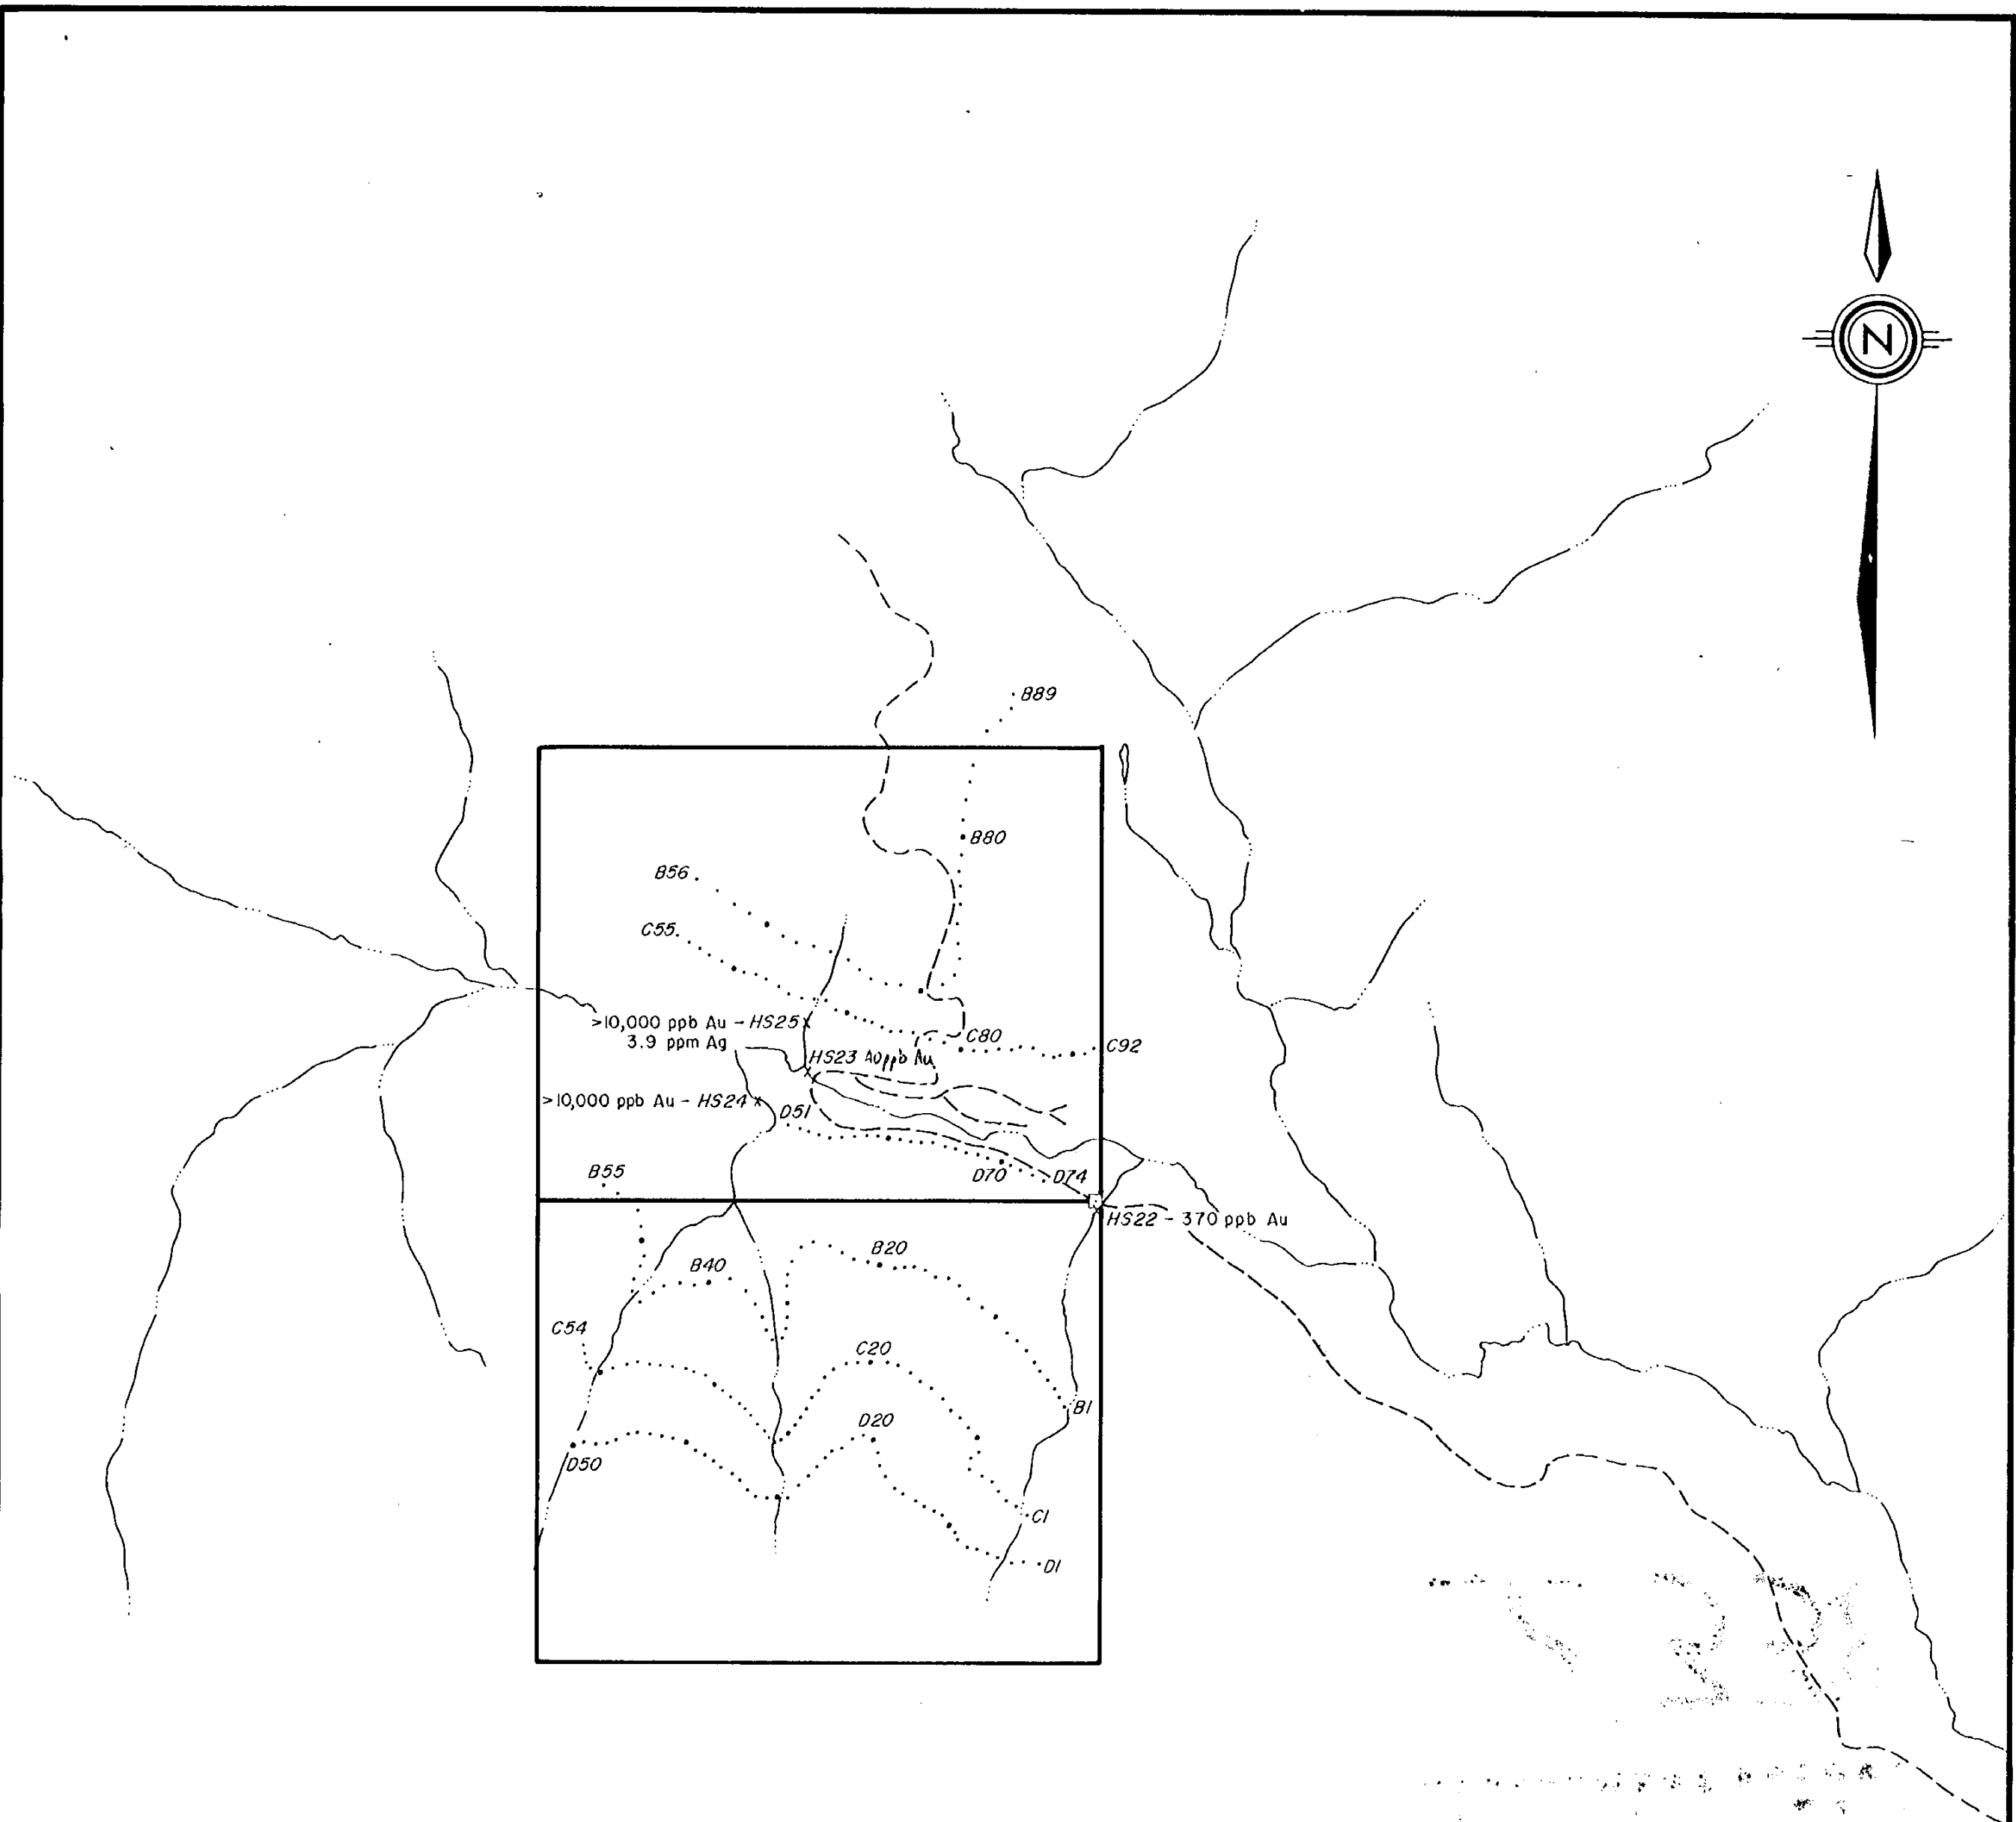 N
B89
B80
B56
C55
>10,000 ppb Au - HS25
3.9 ppm Ag
C80
C92
HS23 40ppb Au
>10,000 ppb Au - HS24
D51
B55
D70
D74
HS22 - 370 ppb Au
B20
B40
C54
C20
B1
D20
D50
C1
D1